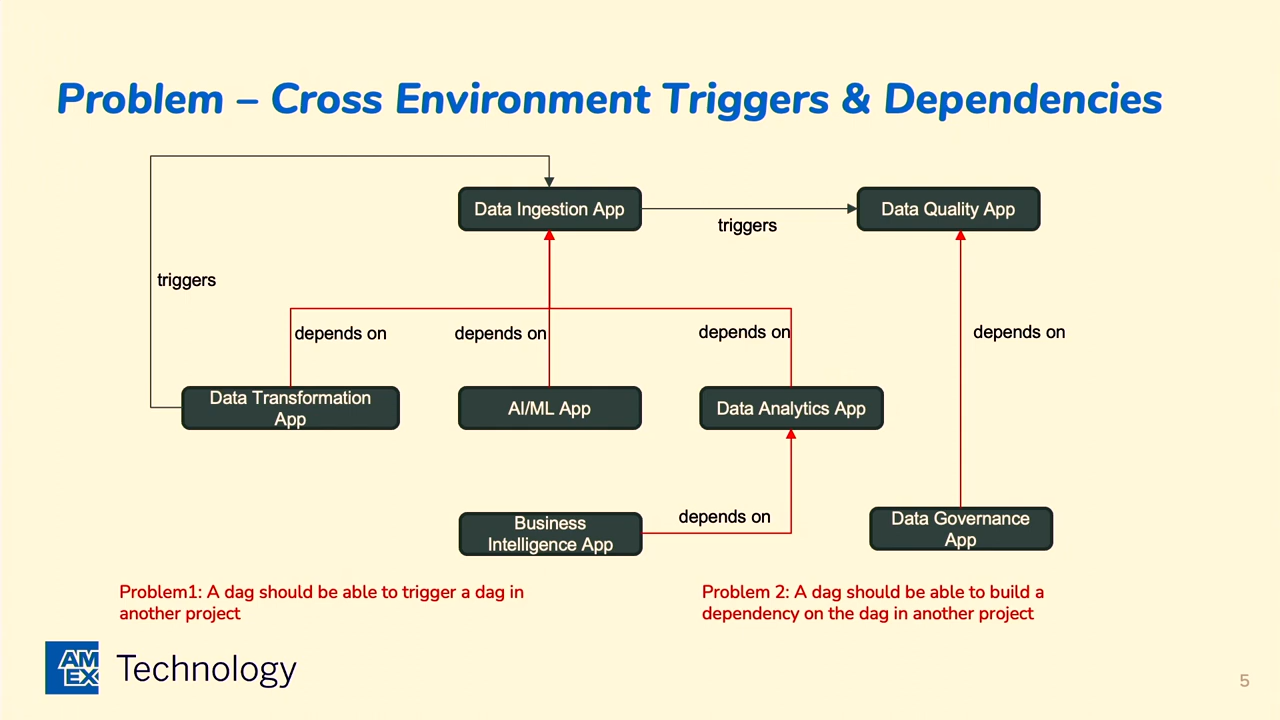 Problem – Cross Environment Triggers & Dependencies
Data Ingestion App
Data Quality App
triggers
triggers
depends on
depends on
depends on
depends on
Data Transformation
App
AI/ML App
Data Analytics App
depends on
Business
Intelligence App
Data Governance
App
Problem1: A dag should be able to trigger a dag in
another project
Problem 2: A dag should be able to build a
dependency on the dag in another project
AM
EX
Technology
5